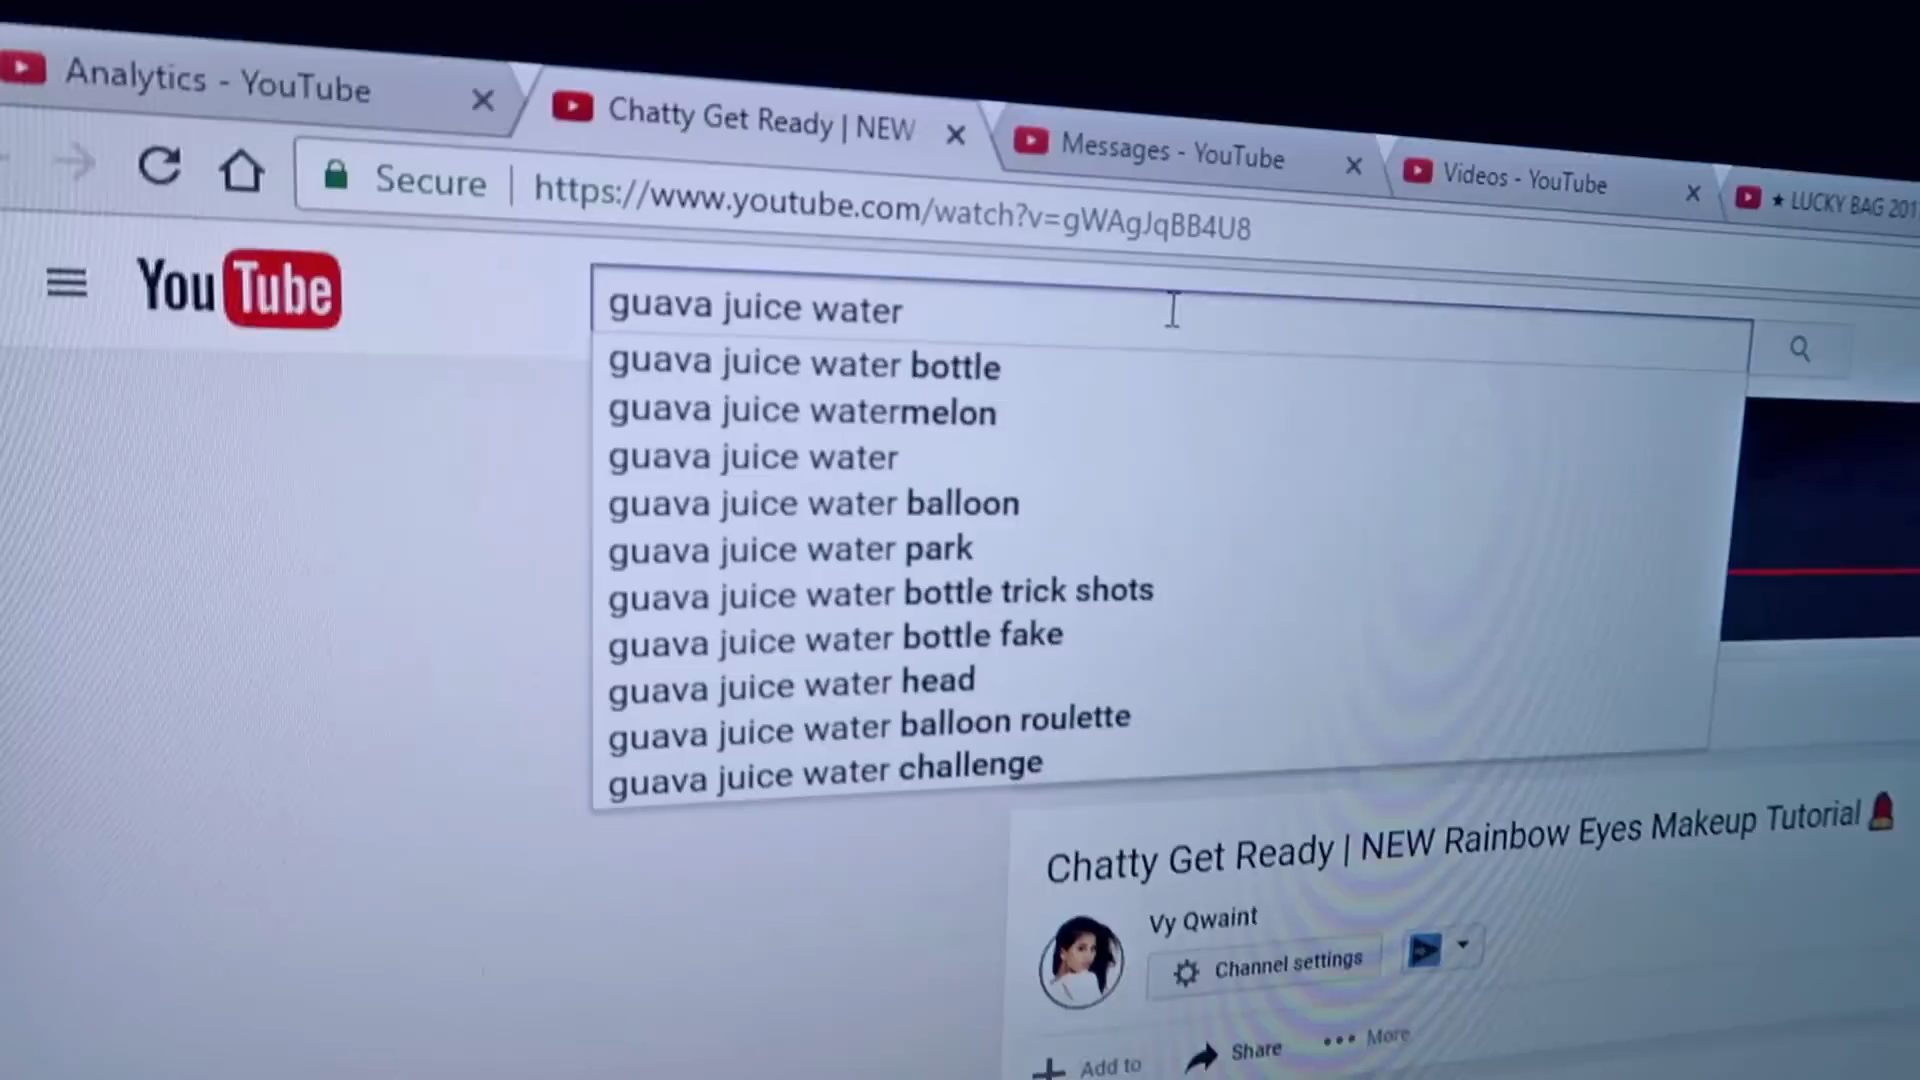 Analytics - YouTube
Chatty Get Ready | NEW
Messages - YouTube
Videos - YouTube
★ LUCKY BAG 201
Secure
https://www.youtube.com/watch?v=gWAgJqBB4U8
YouTube
guava juice water
guava juice water bottle
guava juice watermelon
guava juice water
guava juice water balloon
guava juice water park
guava juice water bottle trick shots
guava juice water bottle fake
guava juice water head
guava juice water balloon roulette
guava juice water challenge
Chatty Get Ready | NEW Rainbow Eyes Makeup Tutorial
Vy Qwaint
Channel settings
Add to
Share
More